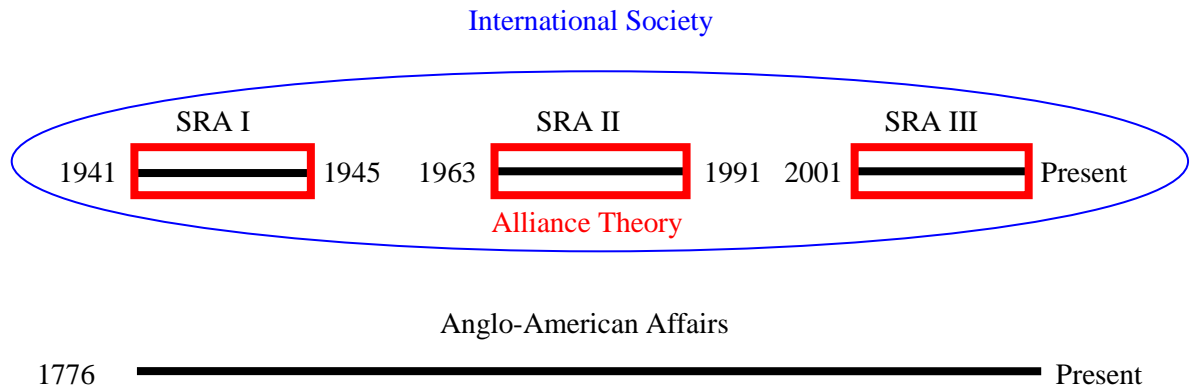 International Society
SRA I SRA II SRA III
1941 1945 1963 1991 2001 Present
Alliance Theory
Anglo-American Affairs
1776 Present